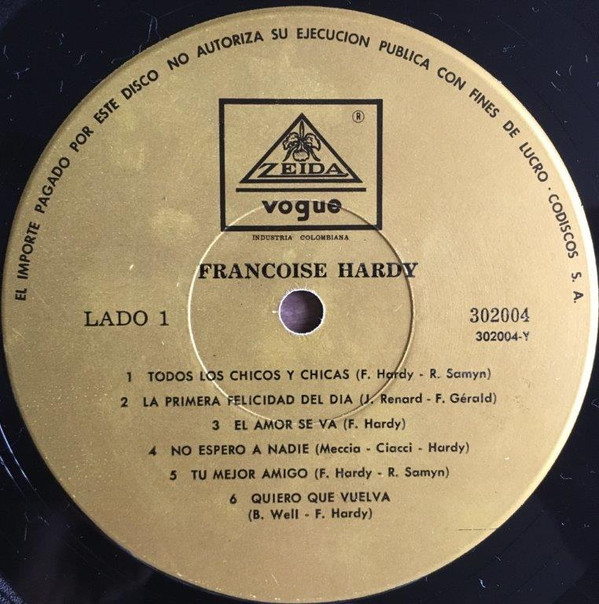 EL IMPORTE PAGADO POR ESTE DISCO NO AUTORIZA SU EJECUCION PUBLICA CON FINES DE LUCRO · CODISCOS S. A.
®
ZEIDA
vogue
INDUSTRIA COLOMBIANA
FRANCOISE HARDY
LADO 1
302004
302004-Y
1 TODOS LOS CHICOS Y CHICAS (F. Hardy - R. Samyn)
2 LA PRIMERA FELICIDAD DEL DIA (J. Renard - F. Gérald)
3 EL AMOR SE VA (F. Hardy)
4 NO ESPERO A NADIE (Meccia - Ciacci - Hardy)
5 TU MEJOR AMIGO (F. Hardy - R. Samyn)
6 QUIERO QUE VUELVA
(B. Well - F. Hardy)